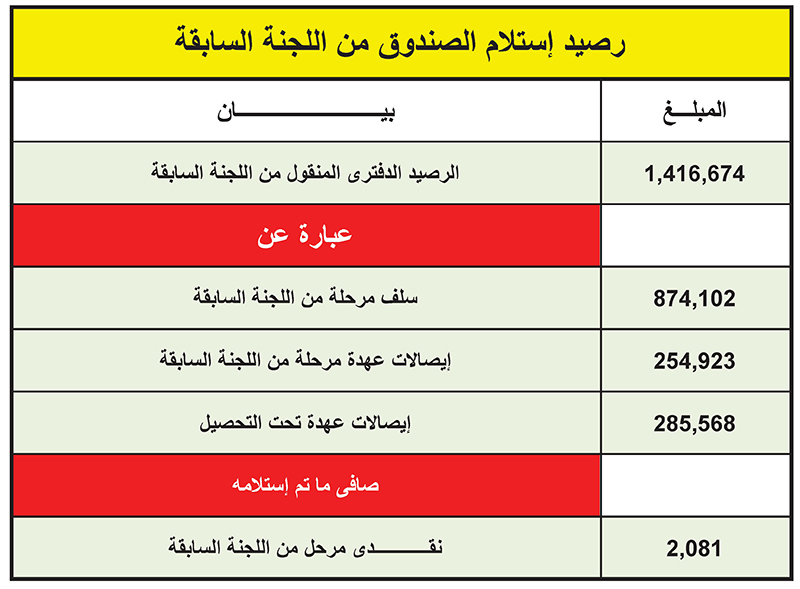 رصيد إستلام الصندوق من اللجنة السابقة
المبلـــغ بيـــــــــــــــــــان
1,416,674 الرصيد الدفترى المنقول من اللجنة السابقة
عبارة عن
874,102 سلف مرحلة من اللجنة السابقة
254,923 إيصالات عهدة مرحلة من اللجنة السابقة
285,568 إيصالات عهدة تحت التحصيل
صافى ما تم إستلامه
2,081 نقـــــــدى مرحل من اللجنة السابقة